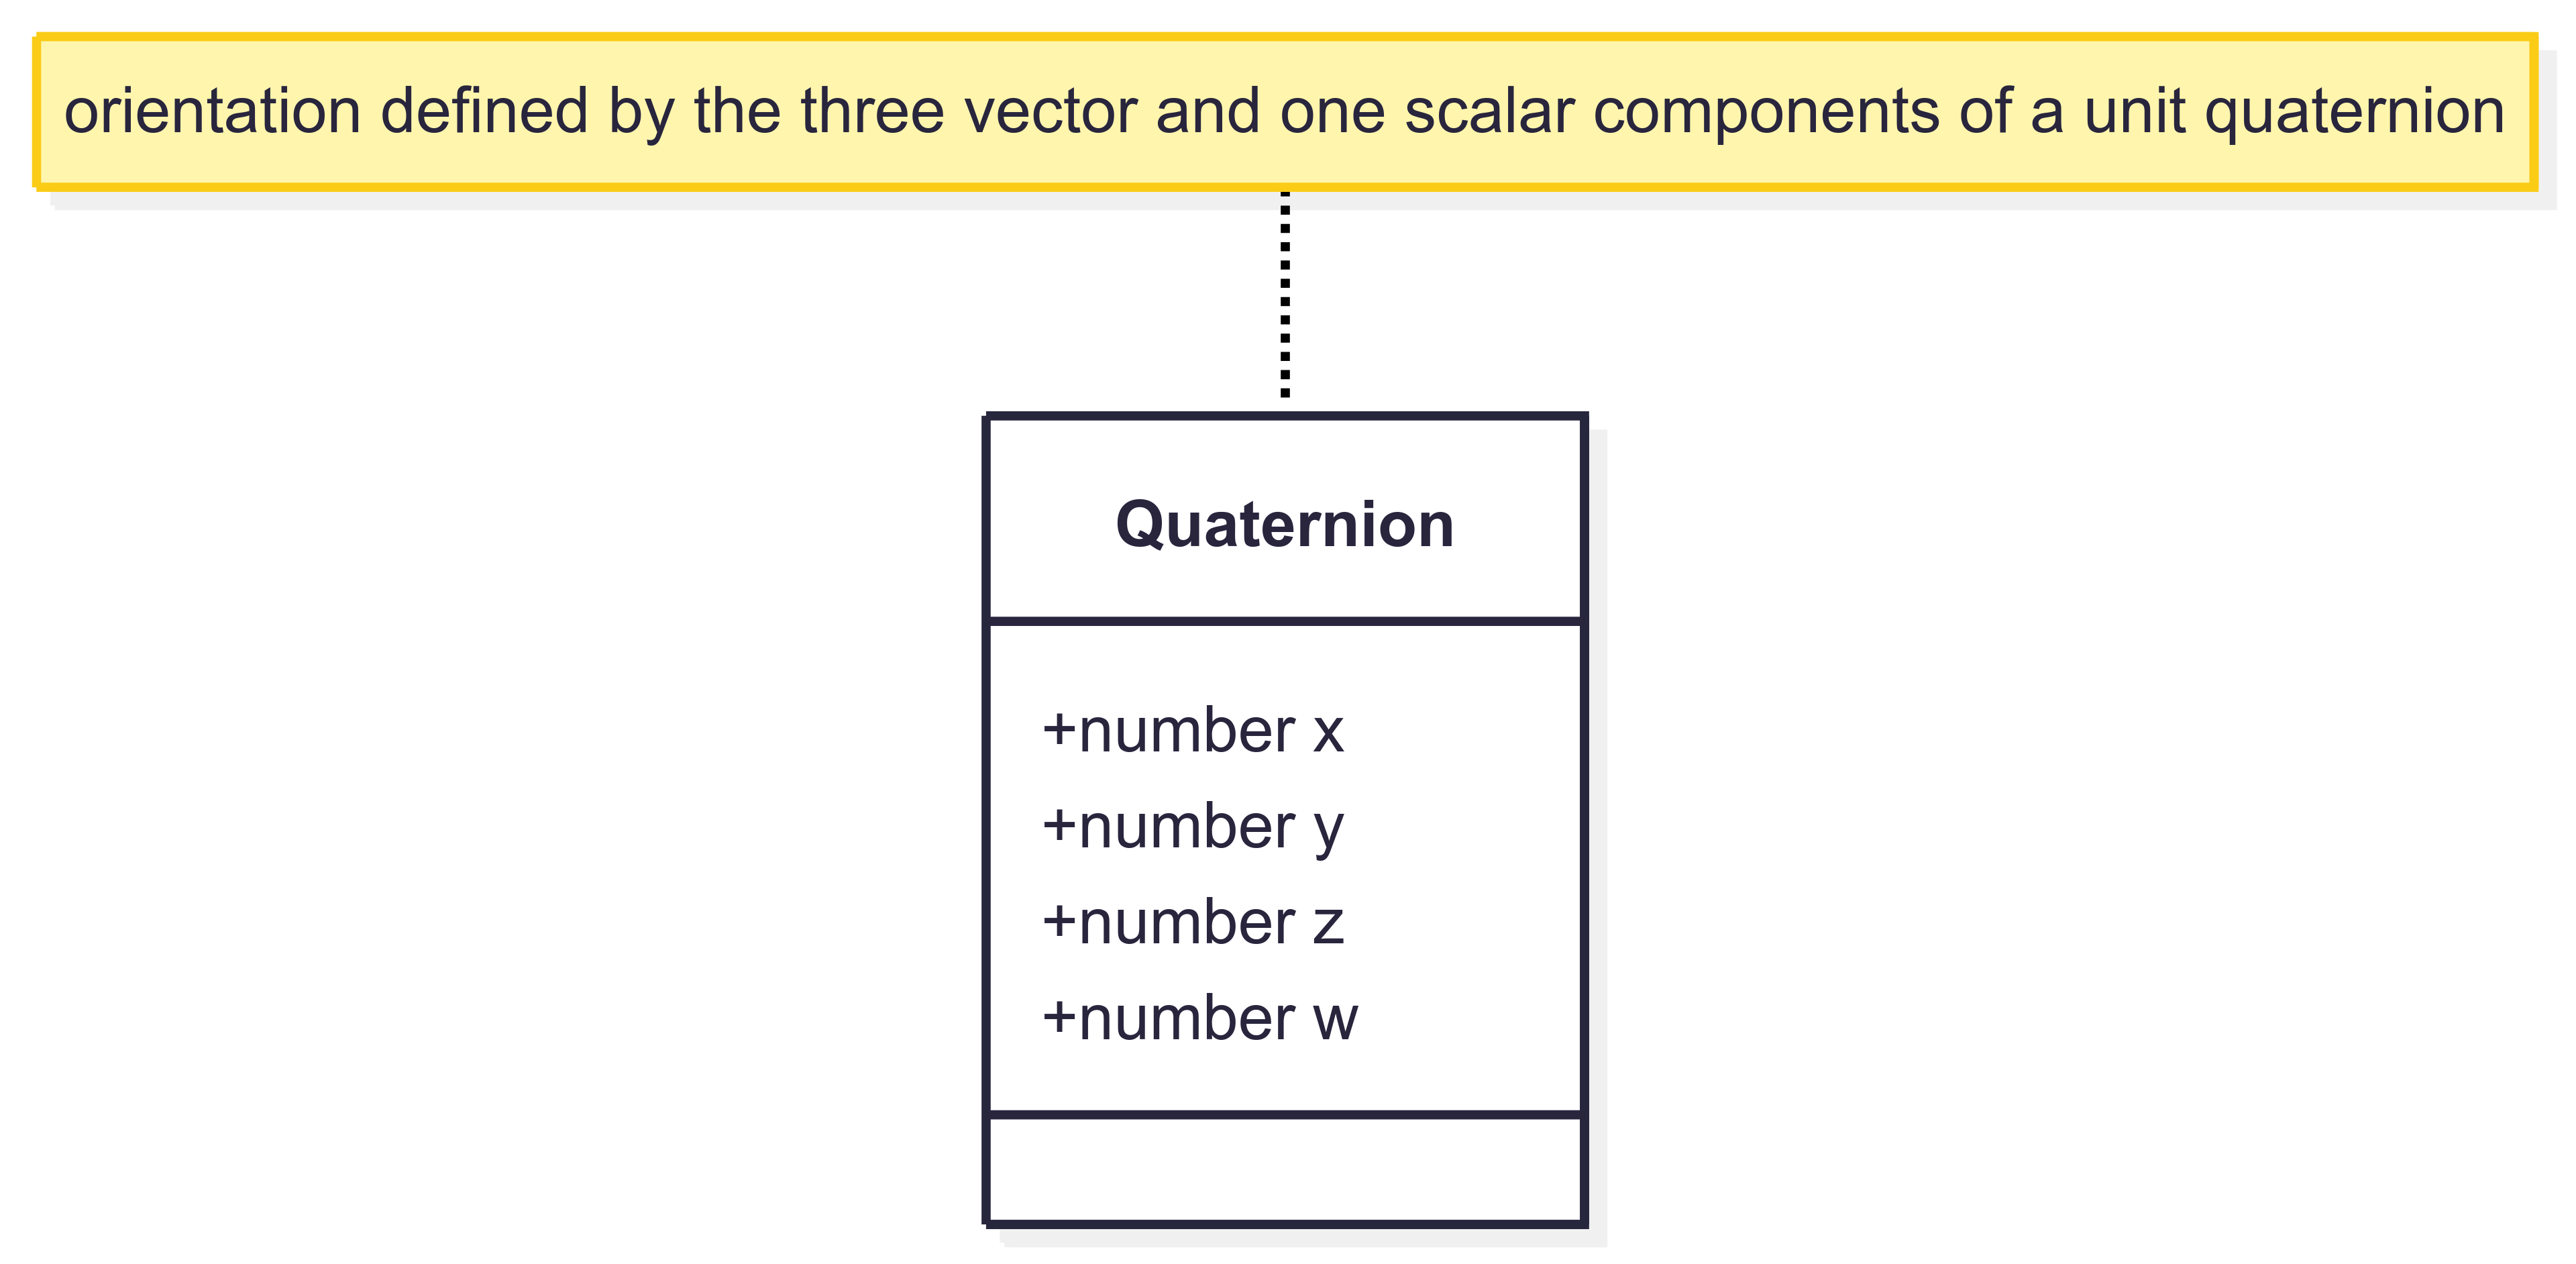 orientation defined by the three vector and one scalar components of a unit quaternion
Quaternion
+number x
+number y
+number z
+number w